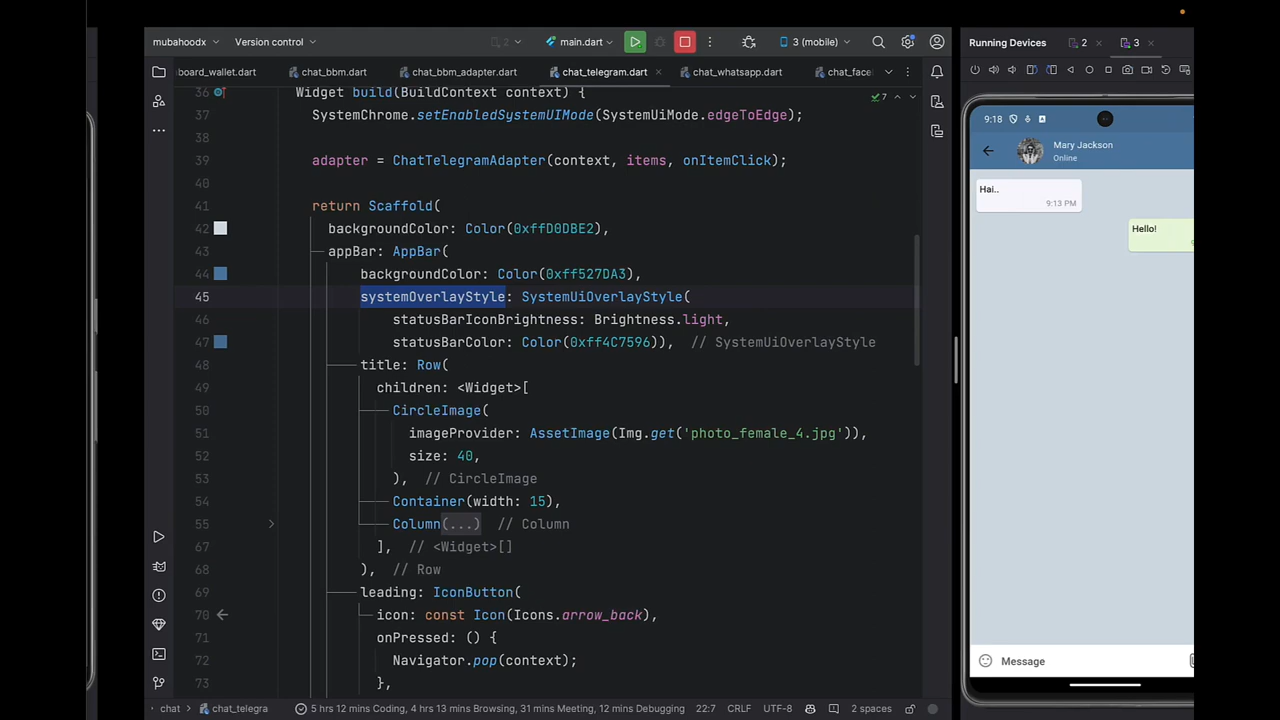 mubahoodx
Version control
2
main.dart
3 (mobile)
Running Devices
2
3
board_wallet.dart
chat_bbm.dart
chat_bbm_adapter.dart
chat_telegram.dart
chat_whatsapp.dart
chat_face
7
36 Widget build(BuildContext context) {
37 SystemChrome.setEnabledSystemUIMode(SystemUiMode.edgeToEdge);
38
39 adapter = ChatTelegramAdapter(context, items, onItemClick);
40
41 return Scaffold(
42 backgroundColor: Color(0xffD0DBE2),
43 appBar: AppBar(
44 backgroundColor: Color(0xff527DA3),
45 systemOverlayStyle: SystemUiOverlayStyle(
46 statusBarIconBrightness: Brightness.light,
47 statusBarColor: Color(0xff4C7596)), // SystemUiOverlayStyle
48 title: Row(
49 children: <Widget>[
50 CircleImage(
51 imageProvider: AssetImage(Img.get('photo_female_4.jpg')),
52 size: 40,
53 ), // CircleImage
54 Container(width: 15),
55 Column(...) // Column
67 ], // <Widget>[]
68 ), // Row
69 leading: IconButton(
70 icon: const Icon(Icons.arrow_back),
71 onPressed: () {
72 Navigator.pop(context);
73 },
9:18
A
Mary Jackson
Online
Hai..
9:13 PM
Hello!
Message
chat
chat_telegra
5 hrs 12 mins Coding, 4 hrs 13 mins Browsing, 31 mins Meeting, 12 mins Debugging
22:7
CRLF
UTF-8
2 spaces